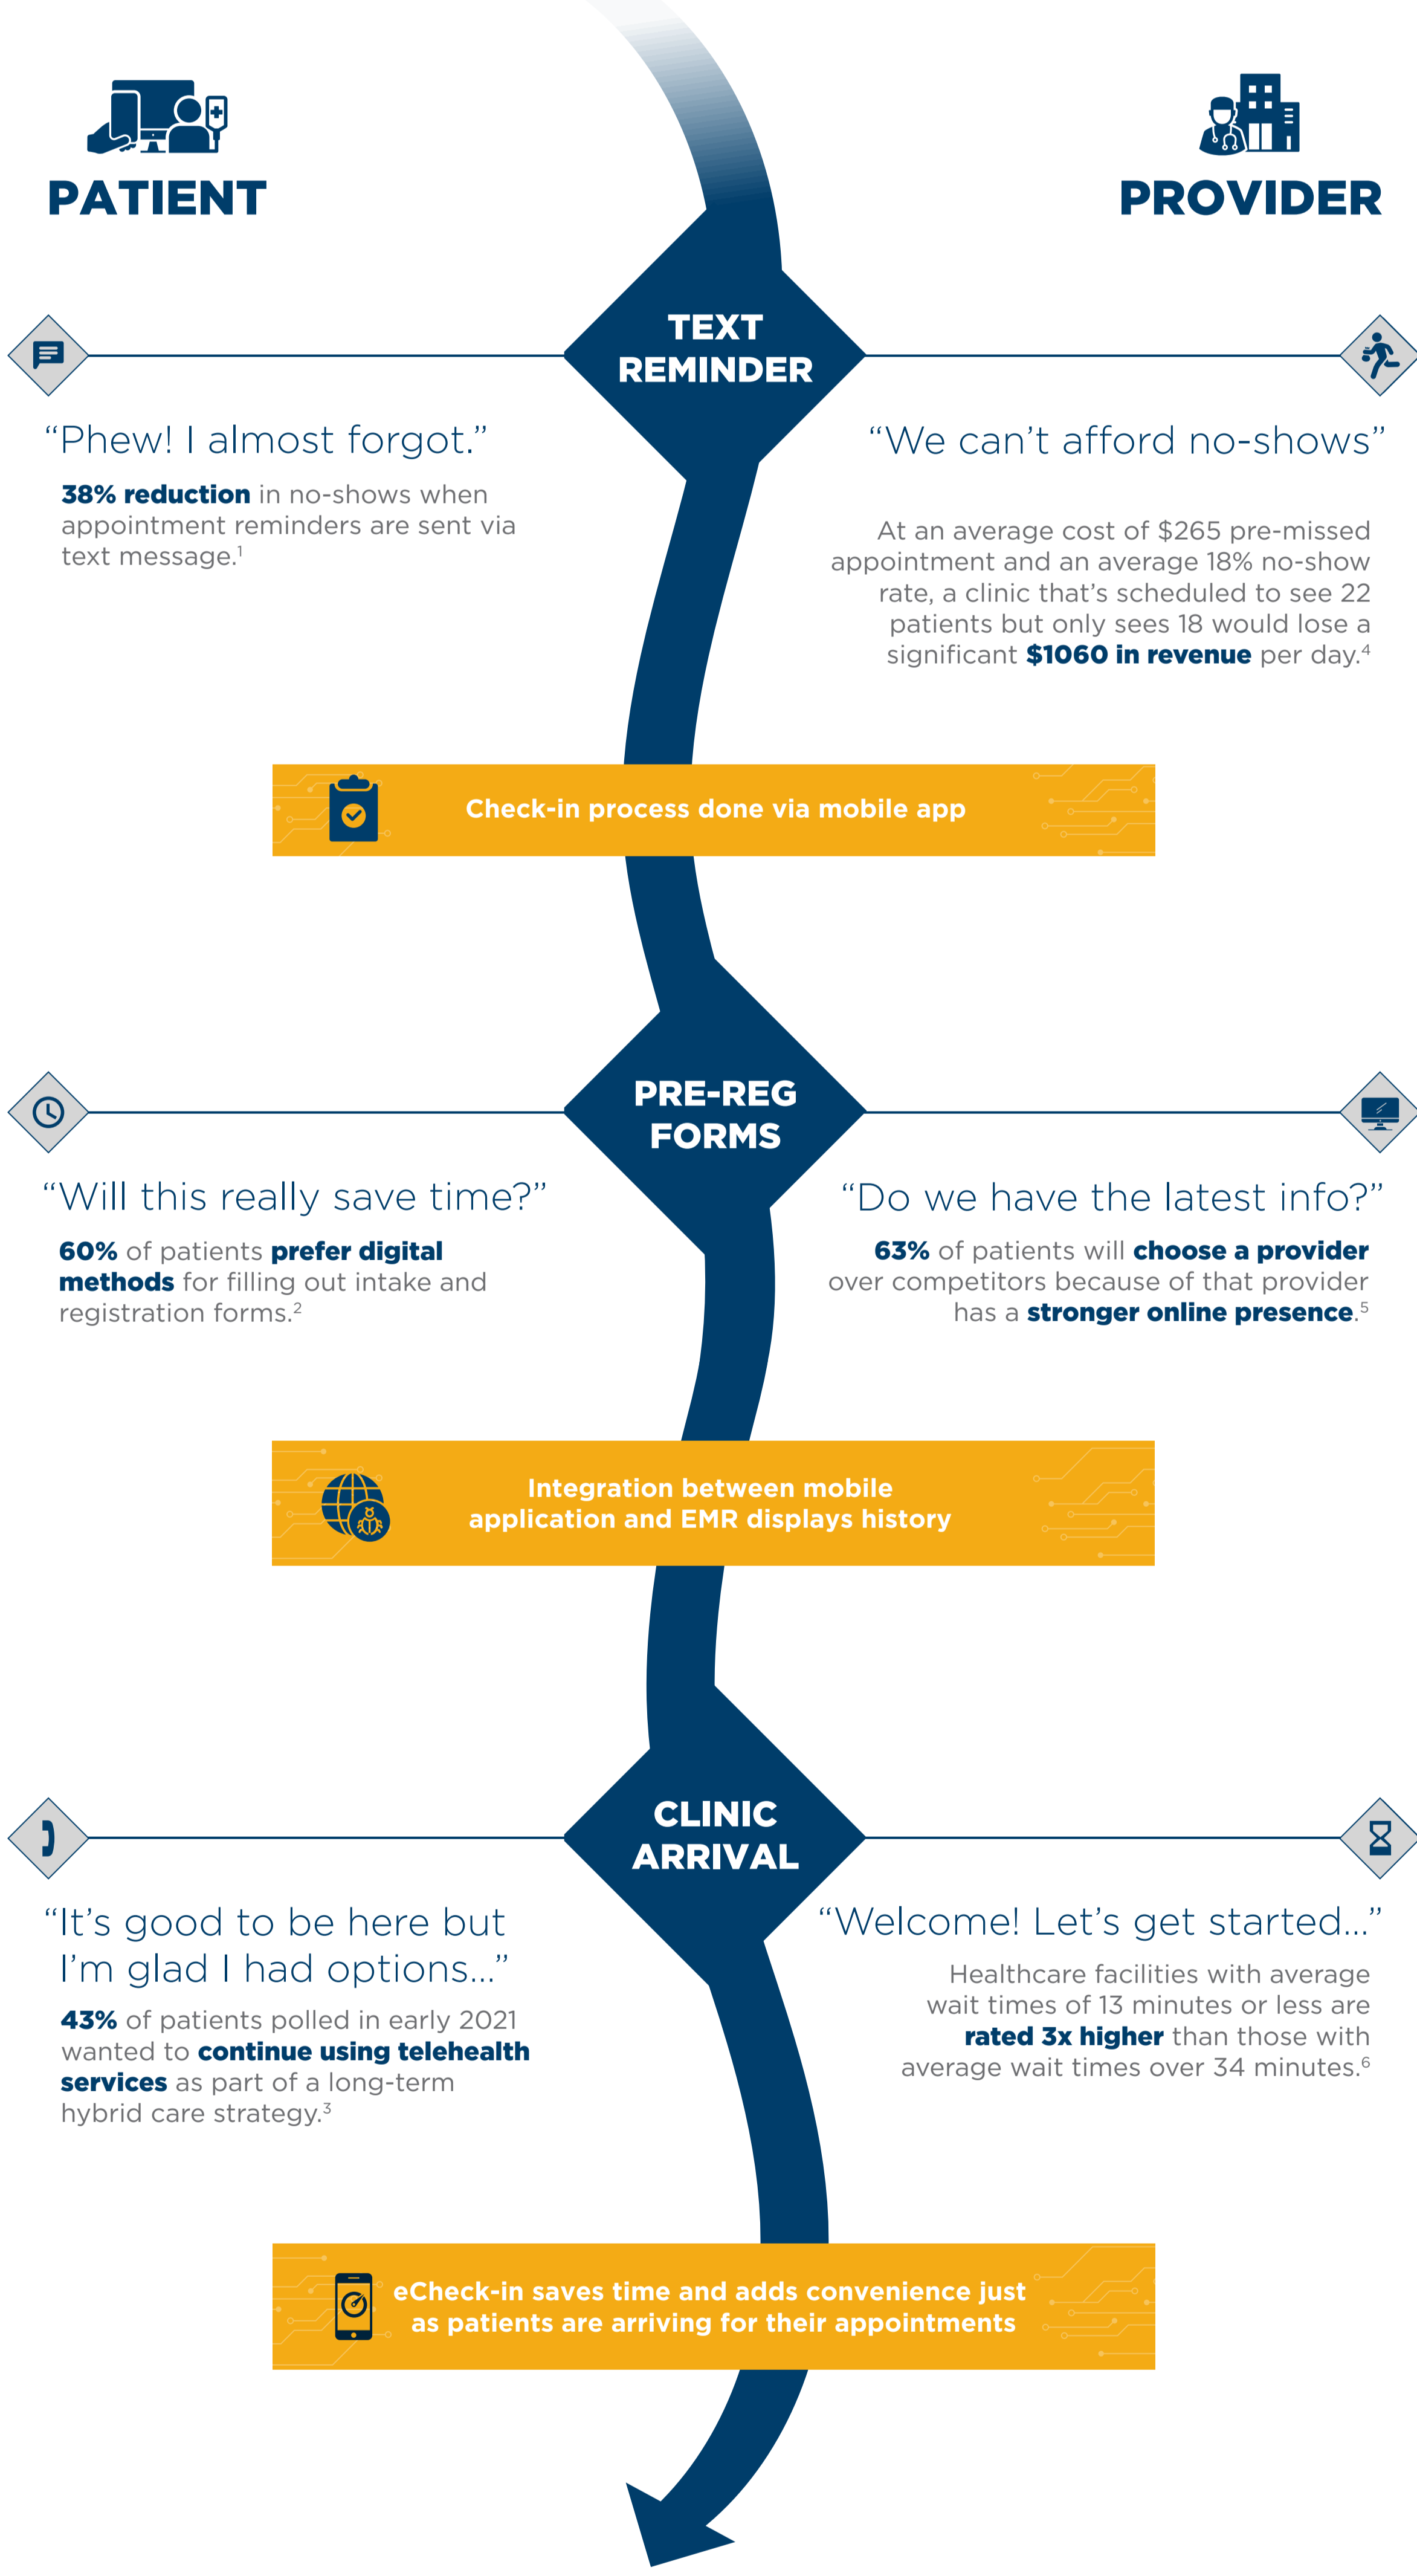 PATIENT
PROVIDER
TEXT
REMINDER
“Phew! I almost forgot.”
38% reduction in no-shows when
appointment reminders are sent via
text message.1
“We can’t afford no-shows”
At an average cost of $265 pre-missed
appointment and an average 18% no-show
rate, a clinic that’s scheduled to see 22
patients but only sees 18 would lose a
significant $1060 in revenue per day.4
Check-in process done via mobile app
PRE-REG
FORMS
“Will this really save time?”
60% of patients prefer digital
methods for filling out intake and
registration forms.2
“Do we have the latest info?”
63% of patients will choose a provider
over competitors because of that provider
has a stronger online presence.5
Integration between mobile
application and EMR displays history
CLINIC
ARRIVAL
“It’s good to be here but
I’m glad I had options...”
43% of patients polled in early 2021
wanted to continue using telehealth
services as part of a long-term
hybrid care strategy.3
“Welcome! Let’s get started...”
Healthcare facilities with average
wait times of 13 minutes or less are
rated 3x higher than those with
average wait times over 34 minutes.6
eCheck-in saves time and adds convenience just
as patients are arriving for their appointments